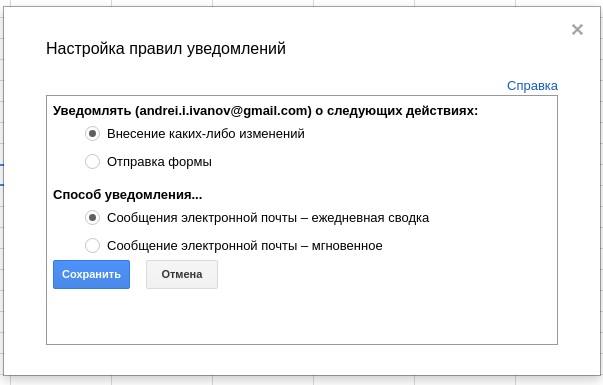 Настройка правил уведомлений
Справка
Уведомлять (andrei.i.ivanov@gmail.com) о следующих действиях:
Внесение каких-либо изменений
Отправка формы
Способ уведомления...
Сообщения электронной почты – ежедневная сводка
Сообщение электронной почты – мгновенное
Сохранить Отмена